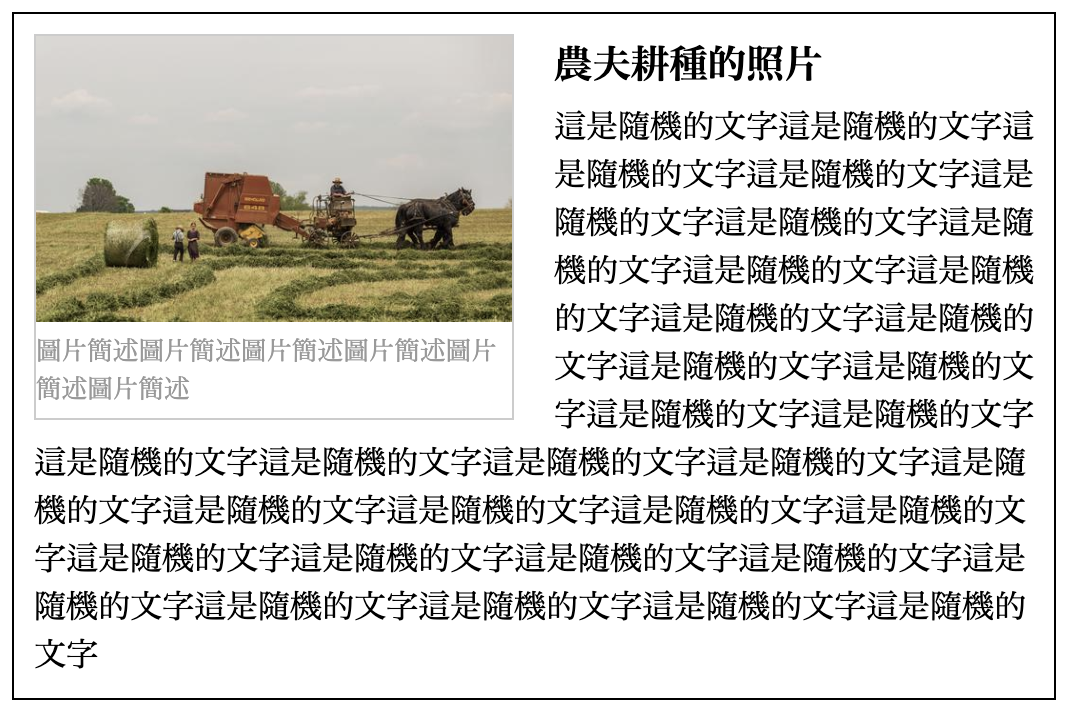 農夫耕種的照片
圖片簡述圖片簡述圖片簡述圖片簡述圖片
簡述圖片簡述
這是隨機的文字這是隨機的文字這
是隨機的文字這是隨機的文字這是
隨機的文字這是隨機的文字這是隨
機的文字這是隨機的文字這是隨機
的文字這是隨機的文字這是隨機的
文字這是隨機的文字這是隨機的文
字這是隨機的文字這是隨機的文字
這是隨機的文字這是隨機的文字這是隨機的文字這是隨機的文字這是隨
機的文字這是隨機的文字這是隨機的文字這是隨機的文字這是隨機的文
字這是隨機的文字這是隨機的文字這是隨機的文字這是隨機的文字這是
隨機的文字這是隨機的文字這是隨機的文字這是隨機的文字這是隨機的
文字